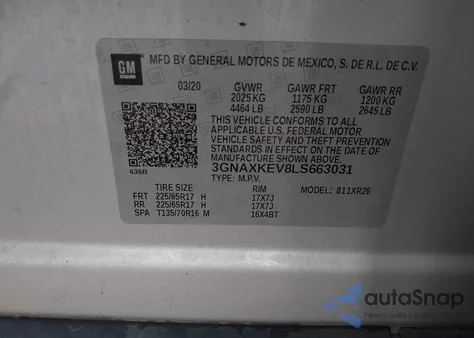 GM
MFD BY GENERAL MOTORS DE MEXICO, S. DE R.L. DE C.V.
03/20 GVWR GAWR FRT GAWR RR
2025 KG 1175 KG 1200 KG
4464 LB 2590 LB 2645 LB
THIS VEHICLE CONFORMS TO ALL
APPLICABLE U.S. FEDERAL MOTOR
VEHICLE SAFETY AND THEFT PREVENTION
STANDARDS IN EFFECT ON THE DATE OF
MANUFACTURE SHOWN ABOVE.
3GNAXKEV8LS663031
636R TYPE: M.P.V. MODEL: 811XR26
TIRE SIZE RIM
FRT 225/65R17 H 17X7J
RR 225/65R17 H 17X7J
SPA T135/70R16 M 16X4BT
autoSnap